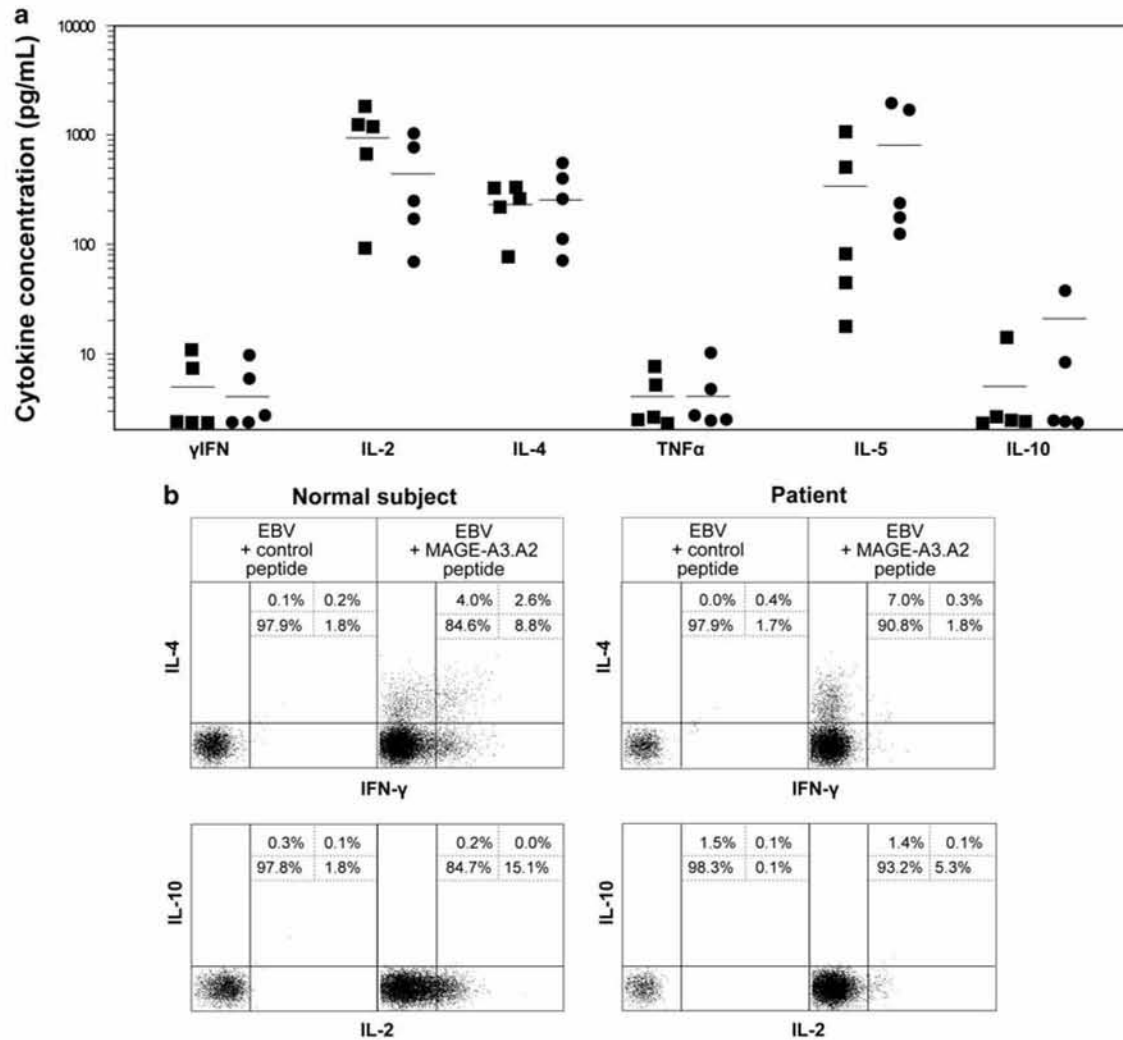 a
Cytokine concentration (pg/mL)
10000
1000
100
10
γIFN IL-2 IL-4 TNFα IL-5 IL-10
b
Normal subject Patient
EBV + control peptide
EBV + MAGE-A3.A2 peptide
EBV + control peptide
EBV + MAGE-A3.A2 peptide
IL-4
0.1% 0.2% 4.0% 2.6%
97.9% 1.8% 84.6% 8.8%
IFN-γ
IL-4
0.0% 0.4% 7.0% 0.3%
97.9% 1.7% 90.8% 1.8%
IFN-γ
IL-10
0.3% 0.1% 0.2% 0.0%
97.8% 1.8% 84.7% 15.1%
IL-2
IL-10
1.5% 0.1% 1.4% 0.1%
98.3% 0.1% 93.2% 5.3%
IL-2